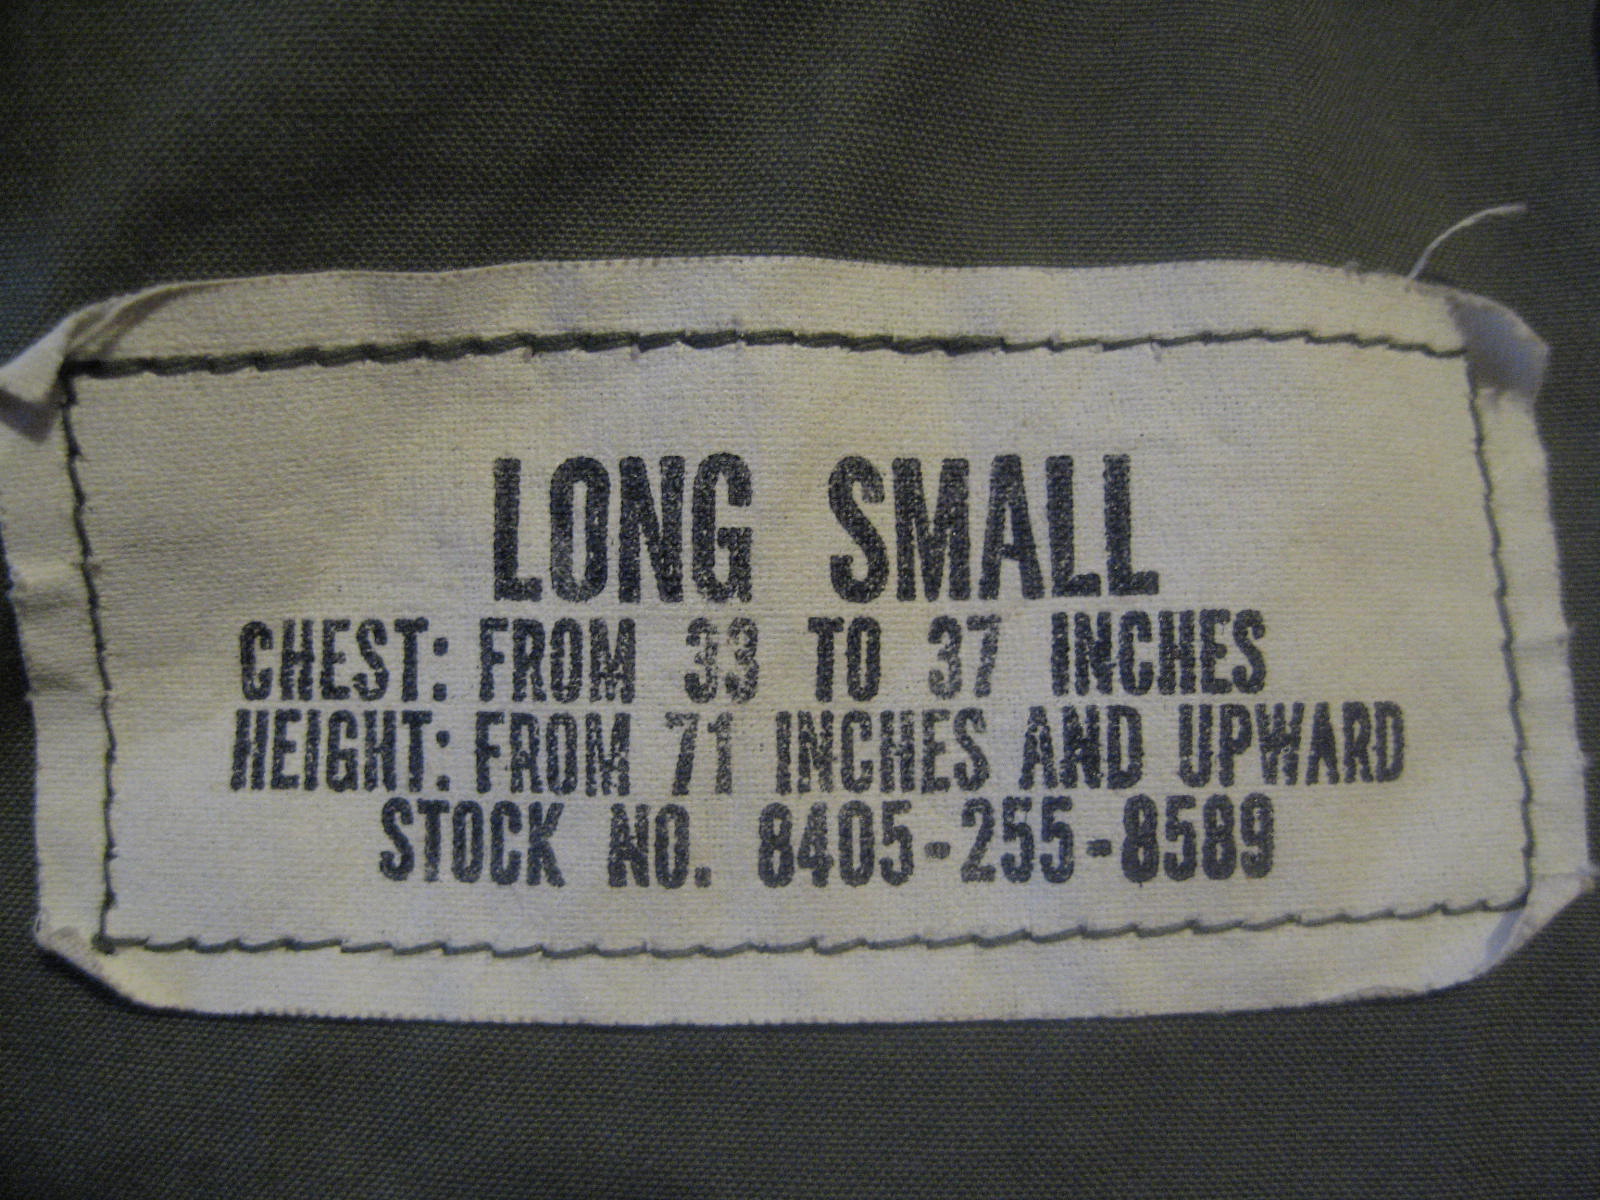 LONG SMALL
CHEST: FROM 33 TO 37 INCHES
HEIGHT: FROM 71 INCHES AND UPWARD
STOCK NO. 8405-255-8589